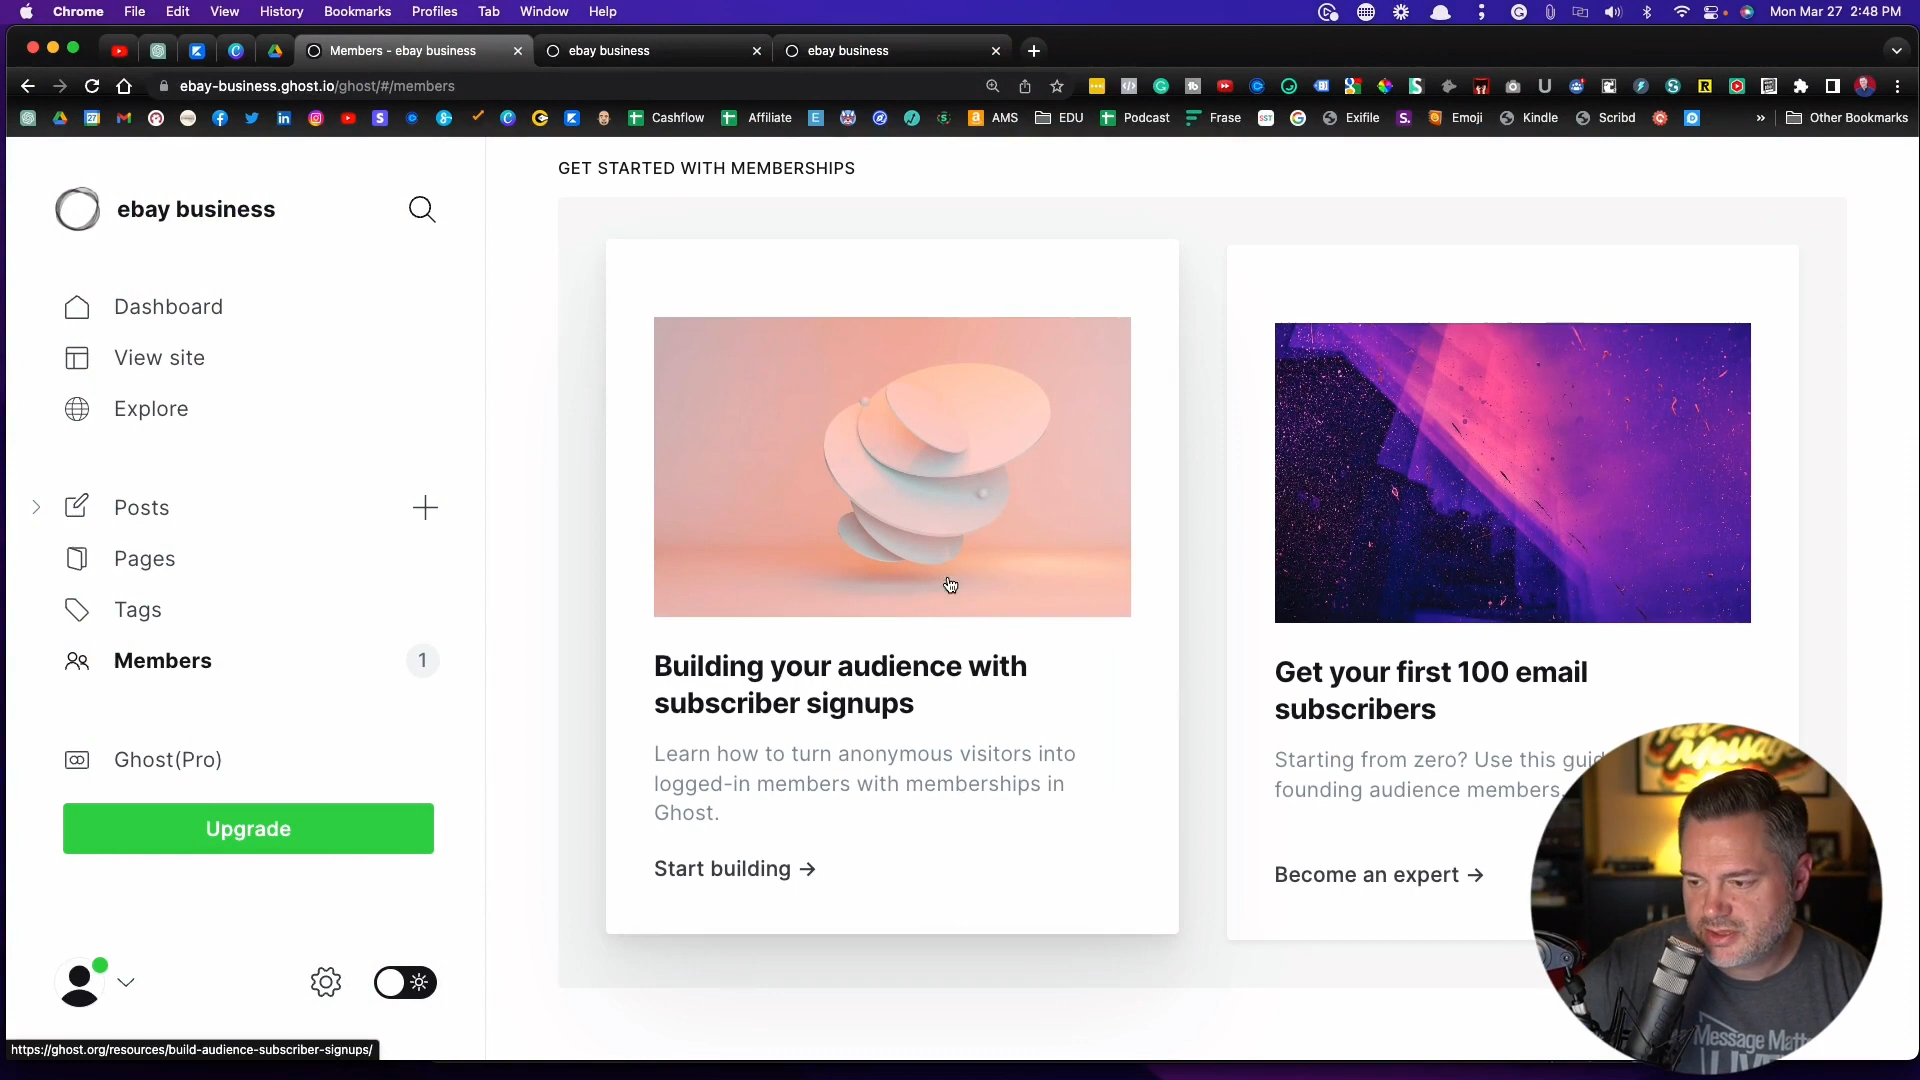 Chrome File Edit View History Bookmarks Profiles Tab Window Help Mon Mar 27 2:48 PM
Members - ebay business ebay business ebay business
ebay-business.ghost.io/ghost/#/members
Cashflow Affiliate AMS EDU Podcast Frase Exifile Emoji Kindle Scribd » Other Bookmarks
GET STARTED WITH MEMBERSHIPS
ebay business
Dashboard
View site
Explore
Posts
Pages
Tags
Members 1
Ghost(Pro)
Upgrade
Building your audience with
subscriber signups
Learn how to turn anonymous visitors into
logged-in members with memberships in
Ghost.
Start building →
Get your first 100 email
subscribers
Starting from zero? Use this
founding audience members.
Become an expert →
https://ghost.org/resources/build-audience-subscriber-signups/
Message
Message